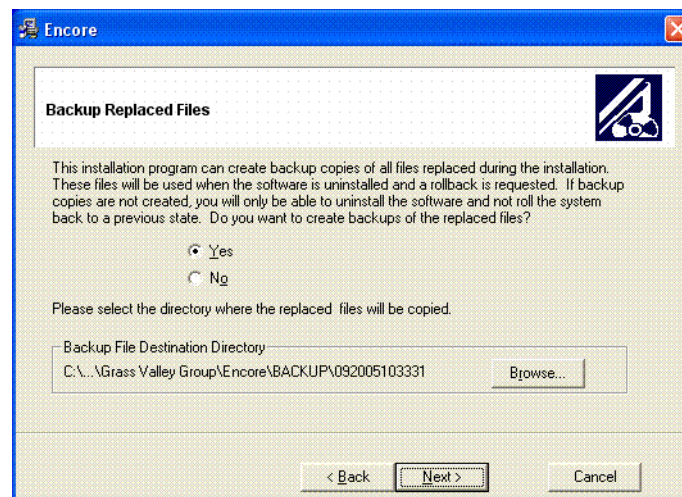 Encore
Backup Replaced Files
This installation program can create backup copies of all files replaced during the installation.
These files will be used when the software is uninstalled and a rollback is requested. If backup
copies are not created, you will only be able to uninstall the software and not roll the system
back to a previous state. Do you want to create backups of the replaced files?
Yes
No
Please select the directory where the replaced files will be copied.
Backup File Destination Directory
C:\...\Grass Valley Group\Encore\BACKUP\092005103331
Browse...
< Back
Next >
Cancel